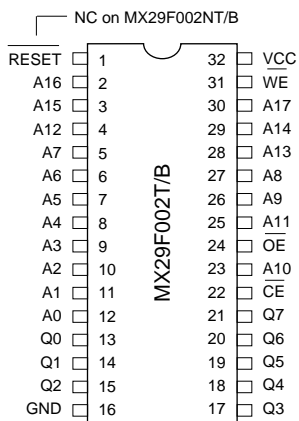 NC on MX29F002NT/B
RESET 1 32 VCC
A16 2 31 WE
A15 3 30 A17
A12 4 29 A14
A7 5 28 A13
A6 6 27 A8
A5 7 26 A9
A4 8 25 A11
A3 9 24 OE
A2 10 23 A10
A1 11 22 CE
A0 12 21 Q7
Q0 13 20 Q6
Q1 14 19 Q5
Q2 15 18 Q4
GND 16 17 Q3
MX29F002T/B